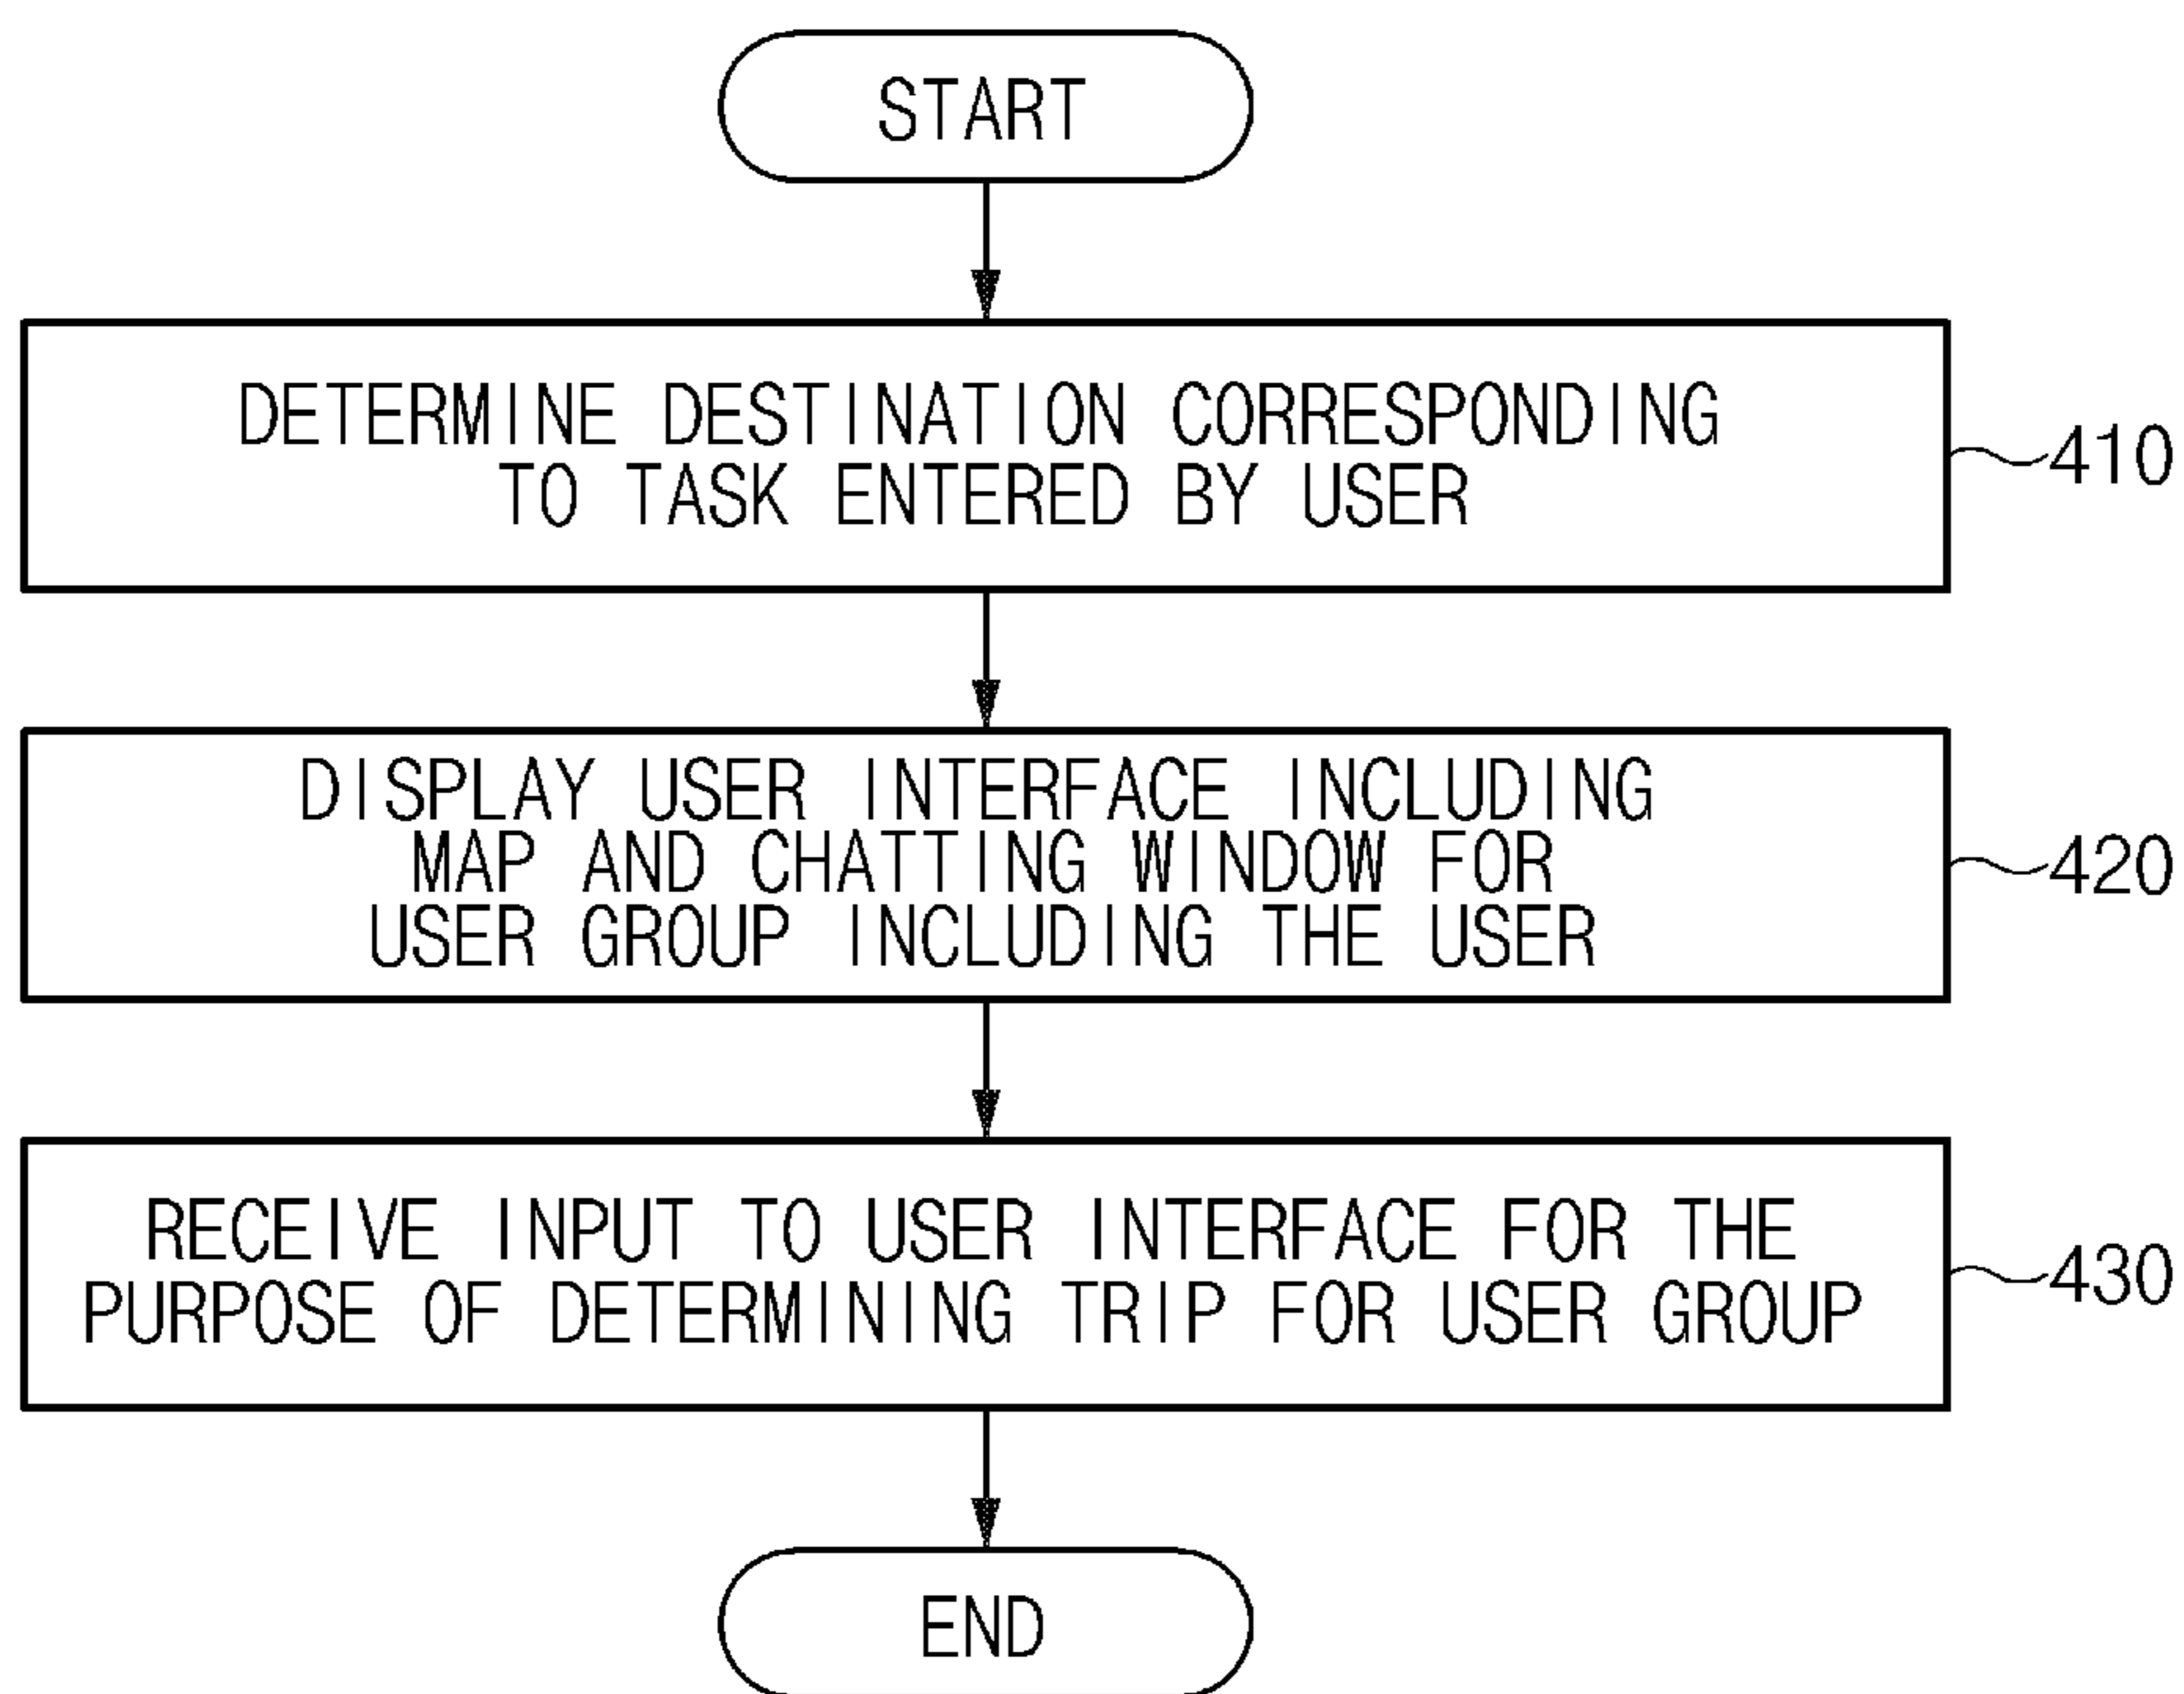 START
DETERMINE DESTINATION CORRESPONDING
TO TASK ENTERED BY USER
410
DISPLAY USER INTERFACE INCLUDING
MAP AND CHATTING WINDOW FOR
USER GROUP INCLUDING THE USER
420
RECEIVE INPUT TO USER INTERFACE FOR THE
PURPOSE OF DETERMINING TRIP FOR USER GROUP
430
END